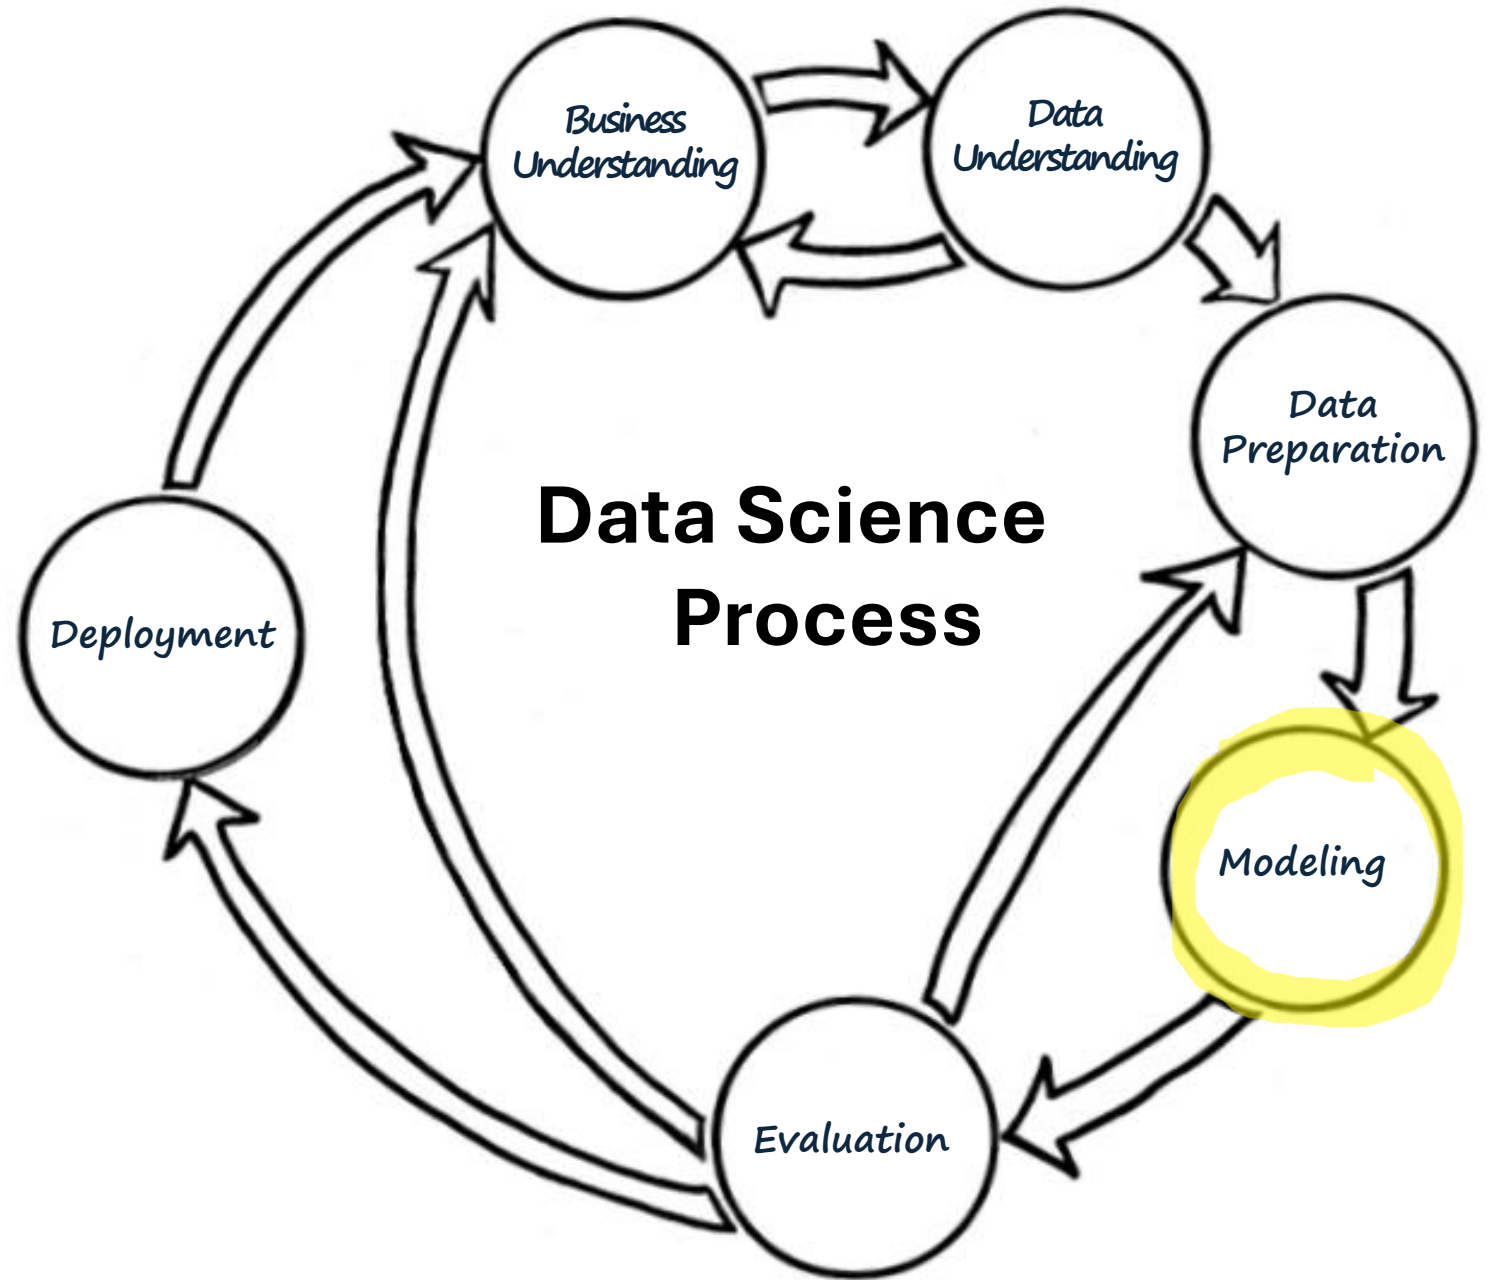 Business
Understanding
Data
Understanding
Data
Preparation
Data Science
Process
Deployment
Modeling
Evaluation